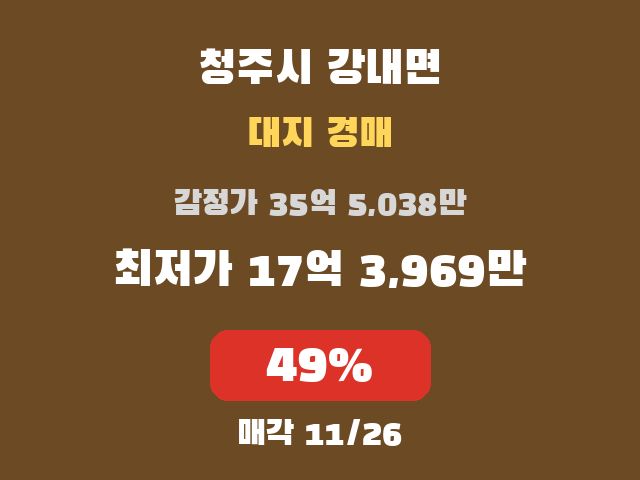 청주시 강내면
대지 경매
감정가 35억 5,038만
최저가 17억 3,969만
49%
매각 11/26